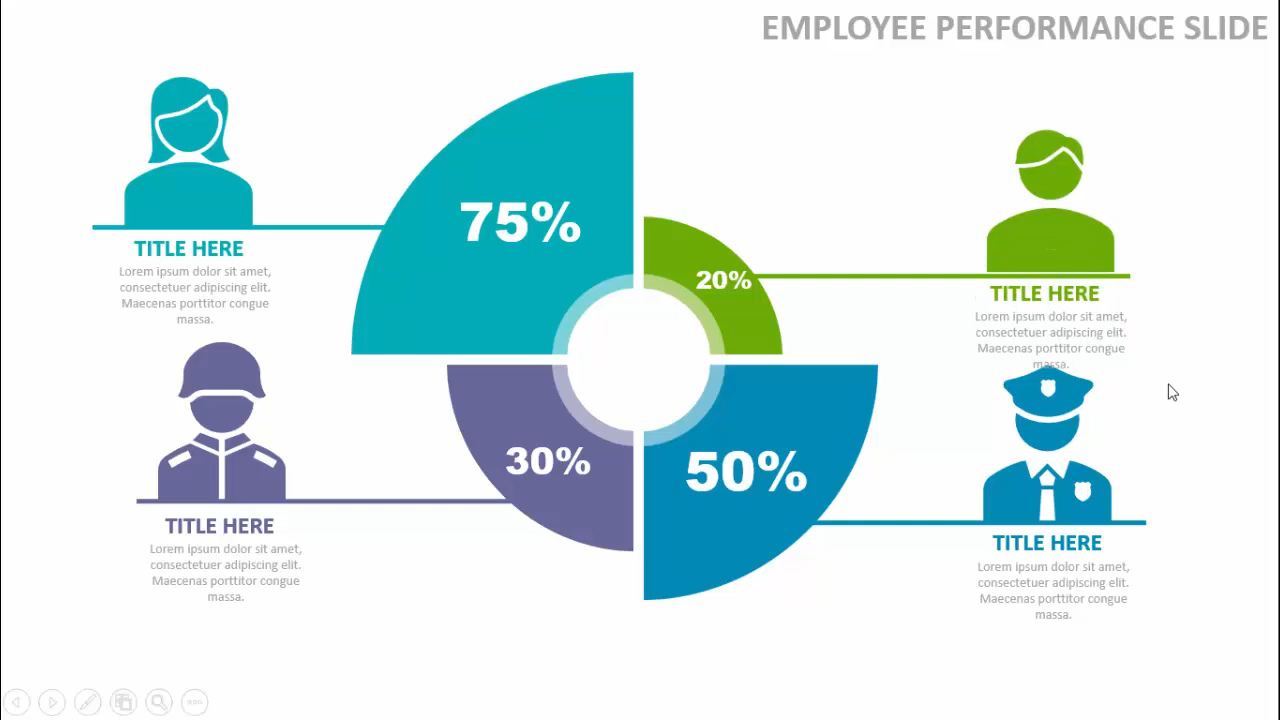 EMPLOYEE PERFORMANCE SLIDE
75%
TITLE HERE
Lorem ipsum dolor sit amet,
consectetuer adipiscing elit.
Maecenas porttitor congue
massa.
20%
TITLE HERE
Lorem ipsum dolor sit amet,
consectetuer adipiscing elit.
Maecenas porttitor congue
massa.
30%
TITLE HERE
Lorem ipsum dolor sit amet,
consectetuer adipiscing elit.
Maecenas porttitor congue
massa.
50%
TITLE HERE
Lorem ipsum dolor sit amet,
consectetuer adipiscing elit.
Maecenas porttitor congue
massa.